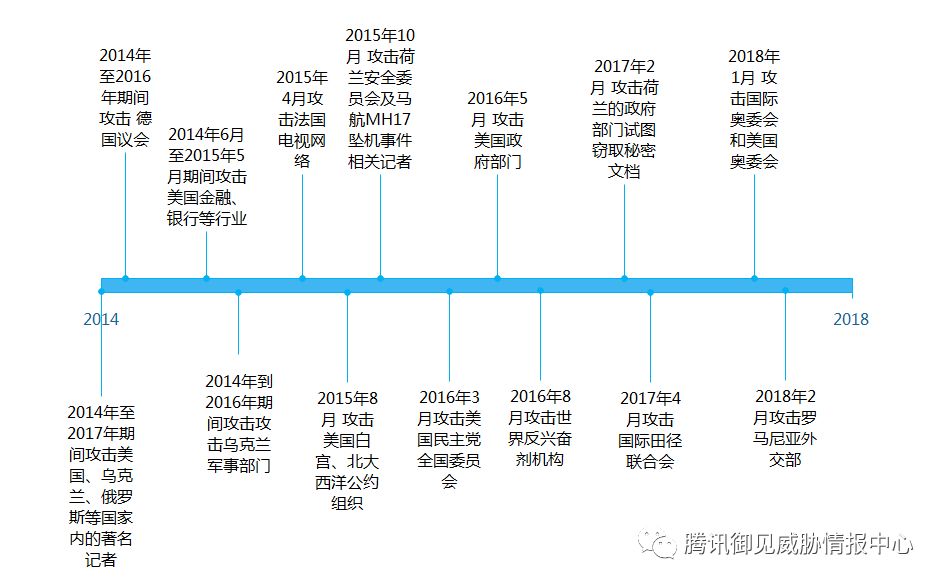 2014年
至2016
年期间
攻击 德
国议会
2014年6月
至2015年5
月期间攻击
美国金融、
银行等行业
2015年
4月攻
击法国
电视网
络
2015年10
月 攻击荷
兰安全委
员会及马
航MH17
坠机事件
相关记者
2016年5
月 攻击
美国政
府部门
2017年2
月 攻击荷
兰的政府
部门试图
窃取秘密
文档
2018年
1月 攻
击国际
奥委会
和美国
奥委会
2014
2018
2014年至
2017年期
间攻击美
国、乌克
兰、俄罗
斯等国家
内的著名
记者
2014年到
2016年期
间攻击攻
击乌克兰
军事部门
2015年8
月 攻击
美国白
宫、北大
西洋公约
组织
2016年3
月攻击美
国民主党
全国委员
会
2016年8
月攻击世
界反兴奋
剂机构
2017年4
月攻击
国际田径
联合会
2018年2
月攻击罗
马尼亚外
交部
腾讯御见威胁情报中心